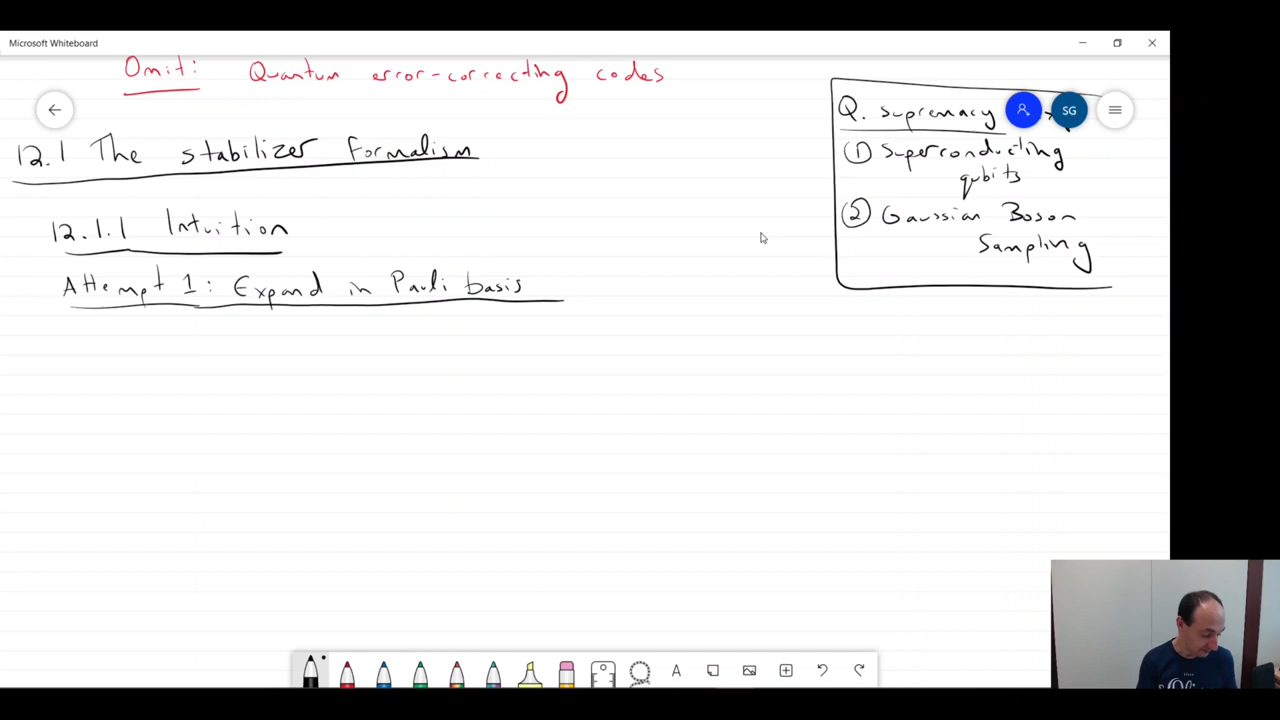 Microsoft Whiteboard
Omit: Quantum error-correcting codes
12.1 The stabilizer formalism
12.1.1 Intuition
Attempt 1: Expand in Pauli basis
Q. supremacy
① Superconducting
qubits
② Gaussian Boson
Sampling
SG
A